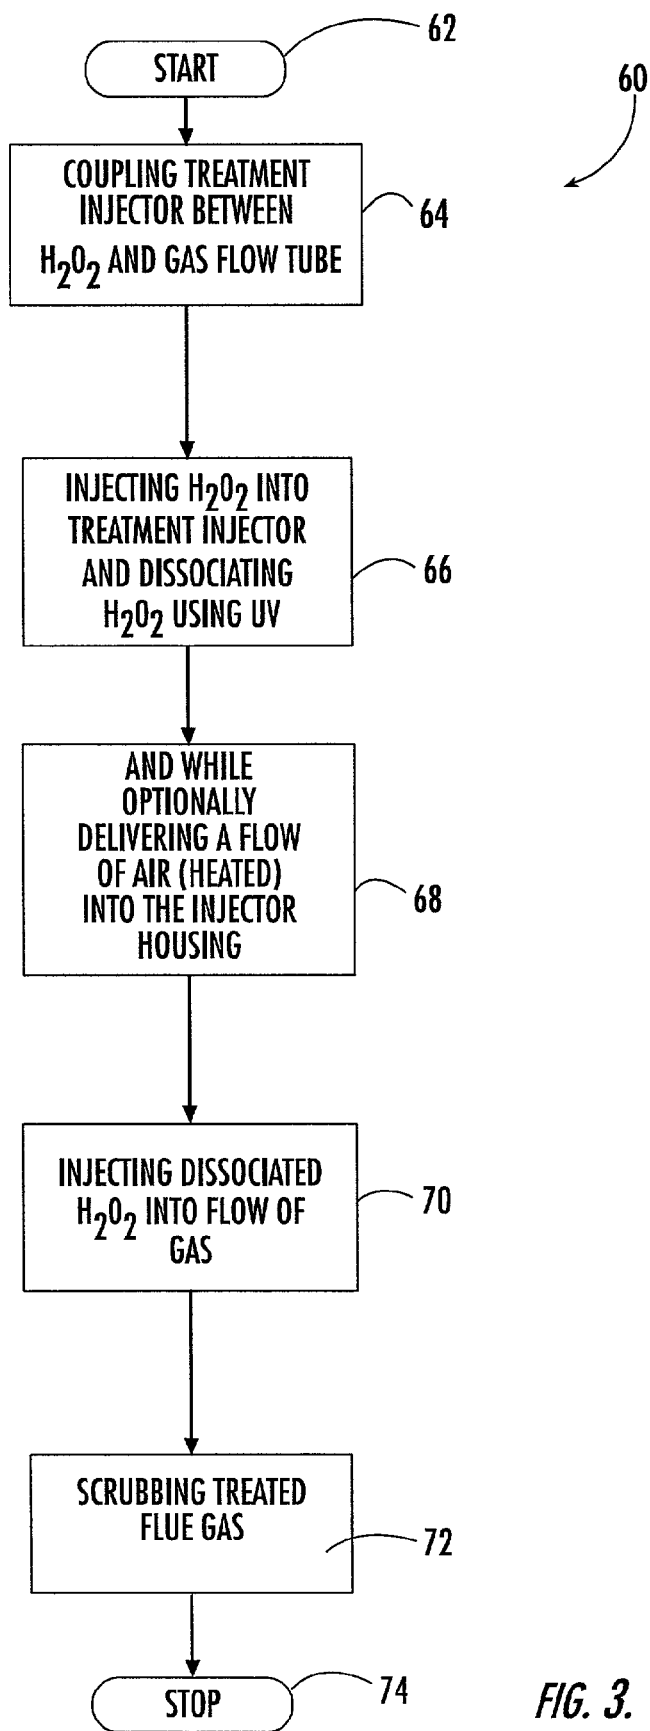 START
62
60
COUPLING TREATMENT
INJECTOR BETWEEN
H2O2 AND GAS FLOW TUBE
64
INJECTING H2O2 INTO
TREATMENT INJECTOR
AND DISSOCIATING
H2O2 USING UV
66
AND WHILE
OPTIONALLY
DELIVERING A FLOW
OF AIR (HEATED)
INTO THE INJECTOR
HOUSING
68
INJECTING DISSOCIATED
H2O2 INTO FLOW OF
GAS
70
SCRUBBING TREATED
FLUE GAS
72
STOP
74
FIG. 3.